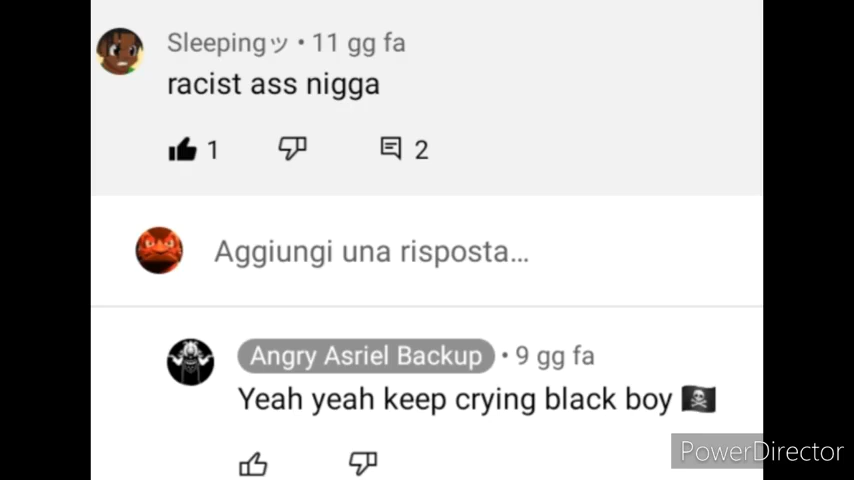 Sleepingッ • 11 gg fa
racist ass nigga
1 2
Aggiungi una risposta...
Angry Asriel Backup • 9 gg fa
Yeah yeah keep crying black boy 🏴‍☠️
PowerDirector